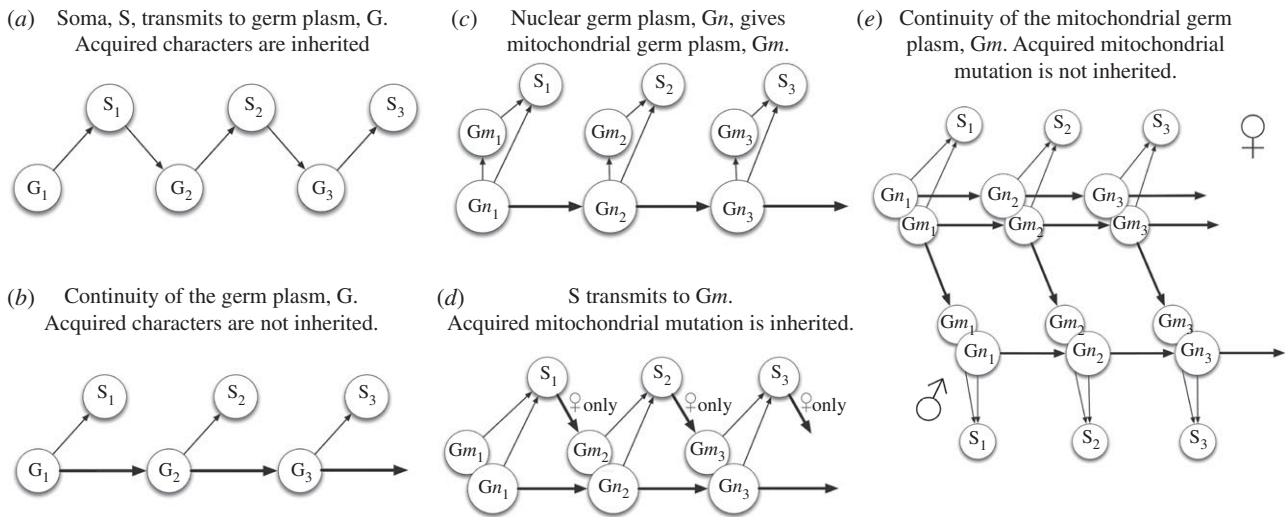 (a) Soma, S, transmits to germ plasm, G.
Acquired characters are inherited
S1 S2 S3
G1 G2 G3
(b) Continuity of the germ plasm, G.
Acquired characters are not inherited.
S1 S2 S3
G1 G2 G3
(c) Nuclear germ plasm, Gn, gives
mitochondrial germ plasm, Gm.
S1 S2 S3
Gm1 Gm2 Gm3
Gn1 Gn2 Gn3
(d) S transmits to Gm.
Acquired mitochondrial mutation is inherited.
S1 S2 S3
♀only ♀only ♀only
Gm1 Gm2 Gm3
Gn1 Gn2 Gn3
(e) Continuity of the mitochondrial germ
plasm, Gm. Acquired mitochondrial
mutation is not inherited.
S1 S2 S3
♀
Gn1 Gn2 Gn3
Gm1 Gm2 Gm3
Gm1 Gm2 Gm3
Gn1 Gn2 Gn3
♂
S1 S2 S3